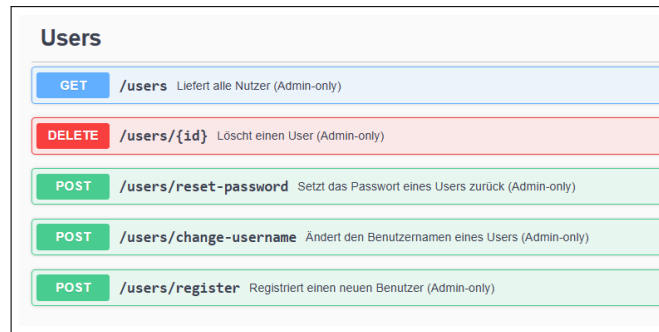 Users
GET /users Liefert alle Nutzer (Admin-only)
DELETE /users/{id} Löscht einen User (Admin-only)
POST /users/reset-password Setzt das Passwort eines Users zurück (Admin-only)
POST /users/change-username Ändert den Benutzernamen eines Users (Admin-only)
POST /users/register Registriert einen neuen Benutzer (Admin-only)